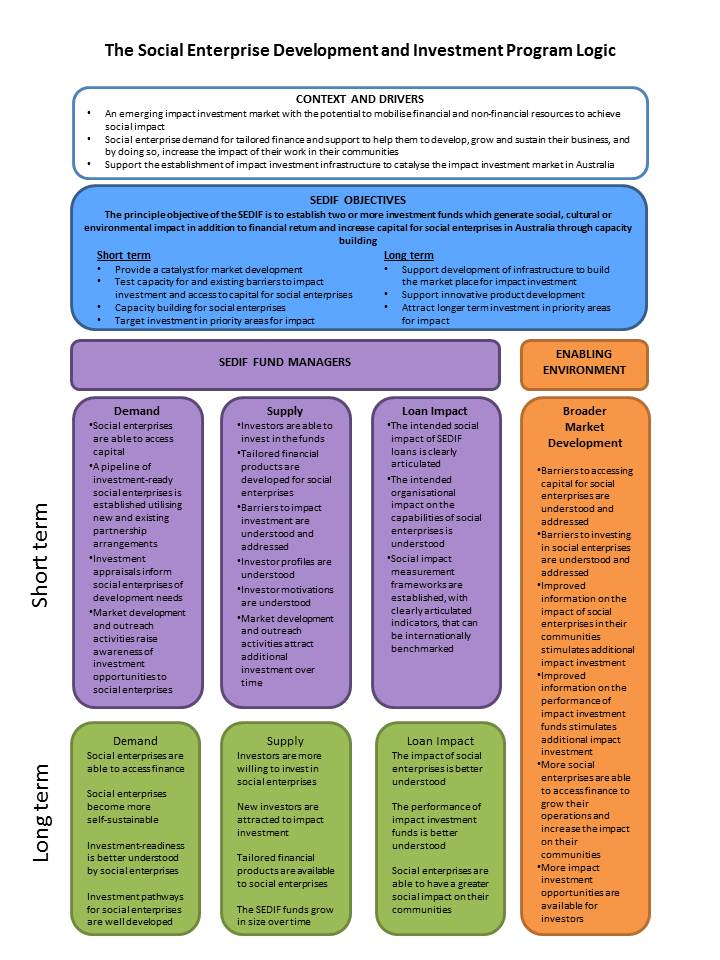 The Social Enterprise Development and Investment Program Logic
CONTEXT AND DRIVERS
• An emerging impact investment market with the potential to mobilise financial and non-financial resources to achieve
social impact
• Social enterprise demand for tailored finance and support to help them to develop, grow and sustain their business, and
by doing so, increase the impact of their work in their communities
• Support the establishment of impact investment infrastructure to catalyse the impact investment market in Australia
SEDIF OBJECTIVES
The principle objective of the SEDIF is to establish two or more investment funds which generate social, cultural or
environmental impact in addition to financial return and increase capital for social enterprises in Australia through capacity
building
Short term
• Provide a catalyst for market development
• Test capacity for and existing barriers to impact
investment and access to capital for social enterprises
• Capacity building for social enterprises
• Target investment in priority areas for impact
Long term
• Support development of infrastructure to build
the market place for impact investment
• Support innovative product development
• Attract longer term investment in priority areas
for impact
SEDIF FUND MANAGERS
ENABLING
ENVIRONMENT
Short term
Demand
•Social enterprises
are able to access
capital
•A pipeline of
investment-ready
social enterprises is
established utilising
new and existing
partnership
arrangements
•Investment
appraisals inform
social enterprises of
development needs
•Market development
and outreach
activities raise
awareness of
investment
opportunities to
social enterprises
Supply
•Investors are able to
invest in the funds
•Tailored financial
products are
developed for social
enterprises
•Barriers to impact
investment are
understood and
addressed
•Investor profiles are
understood
•Investor motivations
are understood
•Market development
and outreach
activities attract
additional
investment over
time
Loan Impact
•The intended social
impact of SEDIF
loans is clearly
articulated
•The intended
organisational
impact on the
capabilities of social
enterprises is
understood
•Social impact
measurement
frameworks are
established, with
clearly articulated
indicators, that can
be internationally
benchmarked
Broader
Market
Development
•Barriers to accessing
capital for social
enterprises are
understood and
addressed
•Barriers to investing
in social enterprises
are understood and
addressed
•Improved
information on the
impact of social
enterprises in their
communities
stimulates additional
impact investment
•Improved
information on the
performance of
impact investment
funds stimulates
additional impact
investment
•More social
enterprises are able
to access finance to
grow their
operations and
increase the impact
on their
communities
•More impact
investment
opportunities are
available for
investors
Long term
Demand
Social enterprises are
able to access finance
Social enterprises
become more
self-sustainable
Investment-readiness
is better understood
by social enterprises
Investment pathways
for social enterprises
are well developed
Supply
Investors are more
willing to invest in
social enterprises
New investors are
attracted to impact
investment
Tailored financial
products are available
to social enterprises
The SEDIF funds grow
in size over time
Loan Impact
The impact of social
enterprises is better
understood
The performance of
impact investment
funds is better
understood
Social enterprises are
able to have a greater
social impact on their
communities